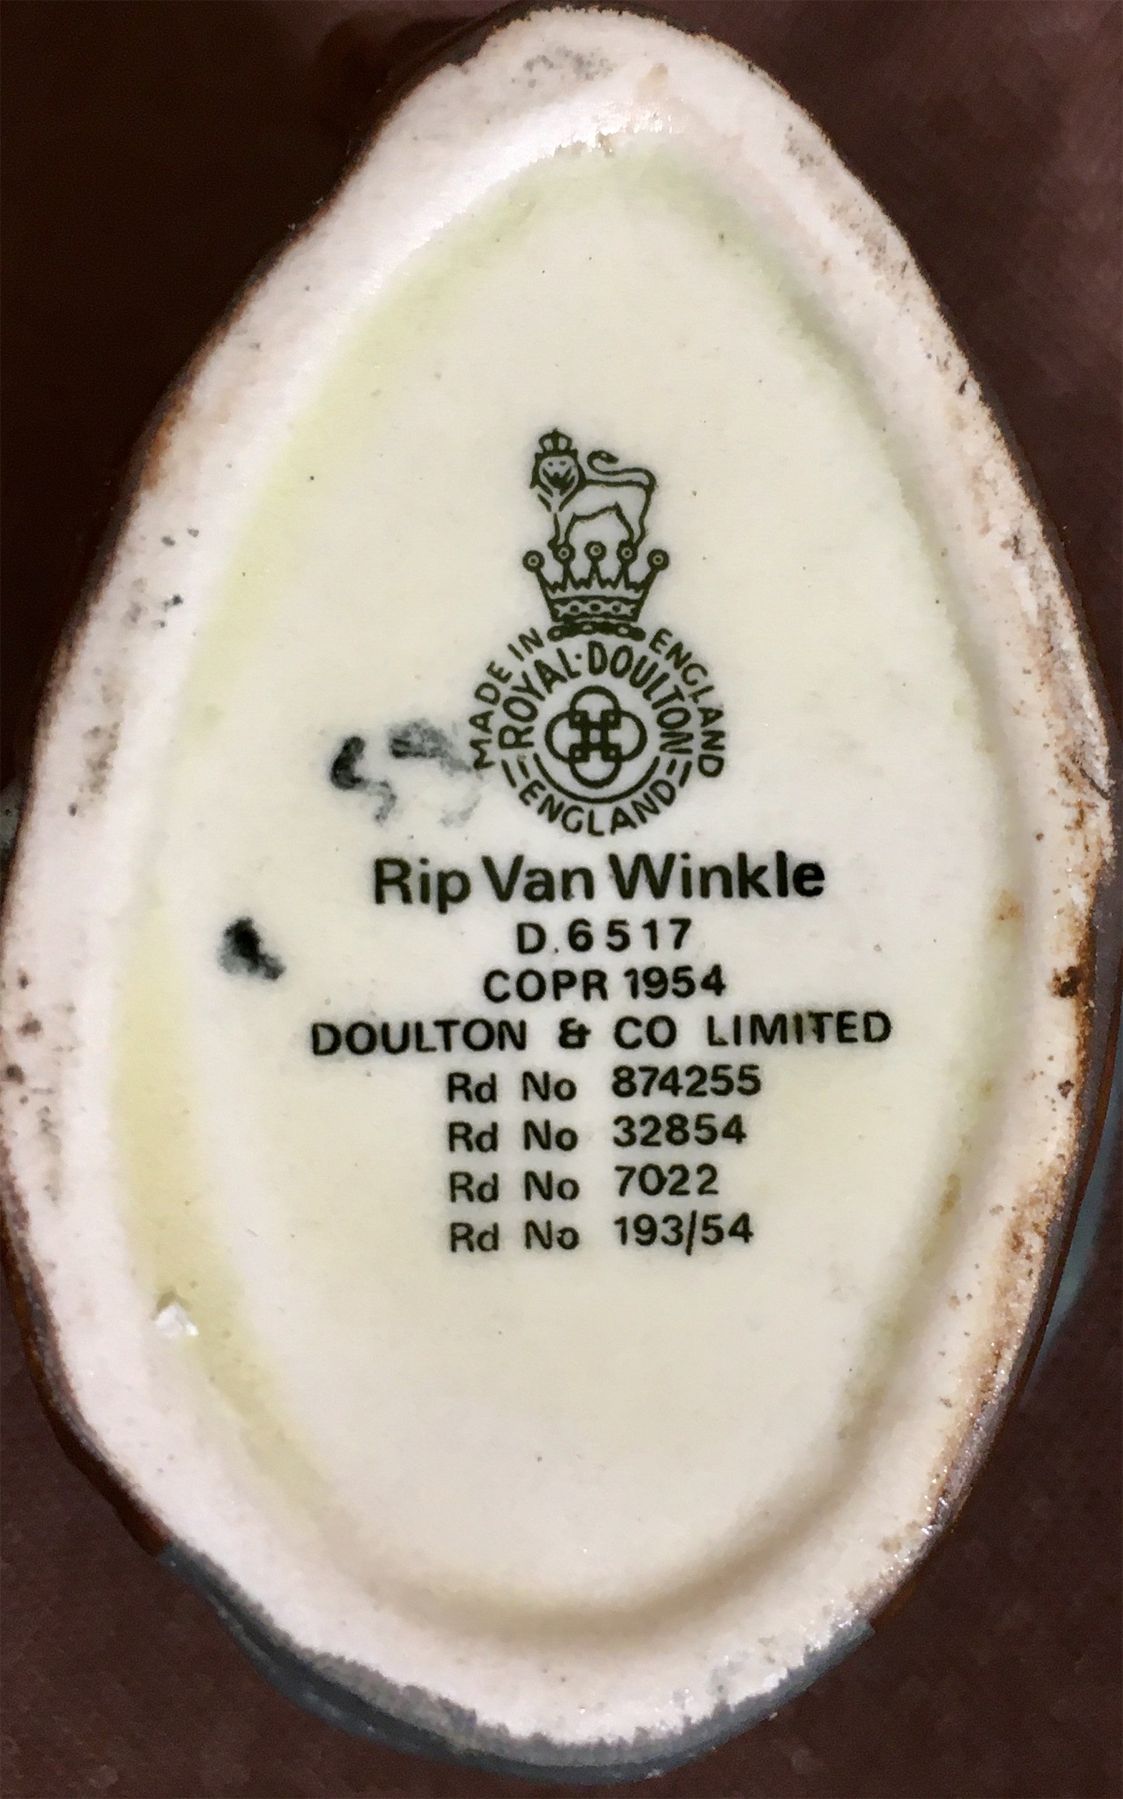 MADE IN ENGLAND
ROYAL·DOULTON
ENGLAND
Rip Van Winkle
D.6517
COPR 1954
DOULTON & CO LIMITED
Rd No 874255
Rd No 32854
Rd No 7022
Rd No 193/54